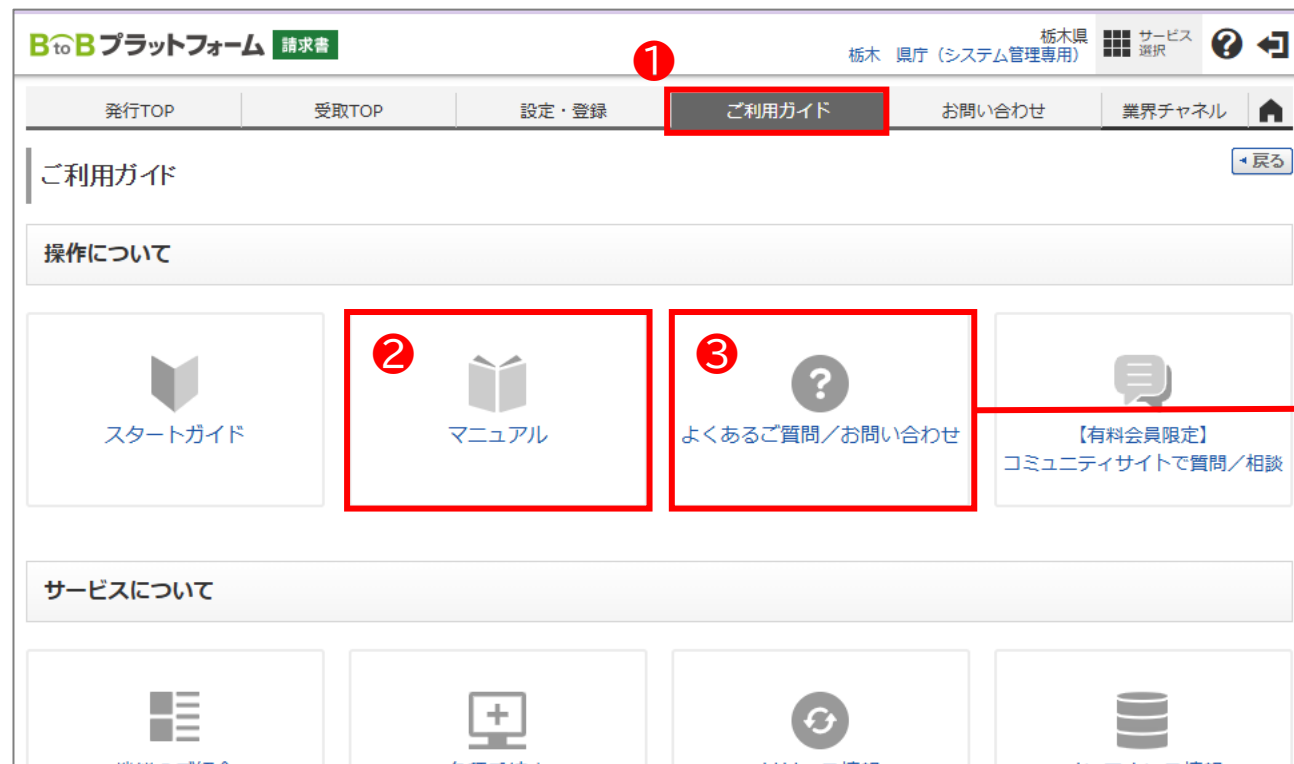 BtoBプラットフォーム 請求書
栃木県
栃木 県庁（システム管理専用）
サービス
選択
?
❶
発行TOP
受取TOP
設定・登録
ご利用ガイド
お問い合わせ
業界チャネル
ご利用ガイド
戻る
操作について
❷
❸
?
スタートガイド
マニュアル
よくあるご質問／お問い合わせ
【有料会員限定】
コミュニティサイトで質問／相談
サービスについて